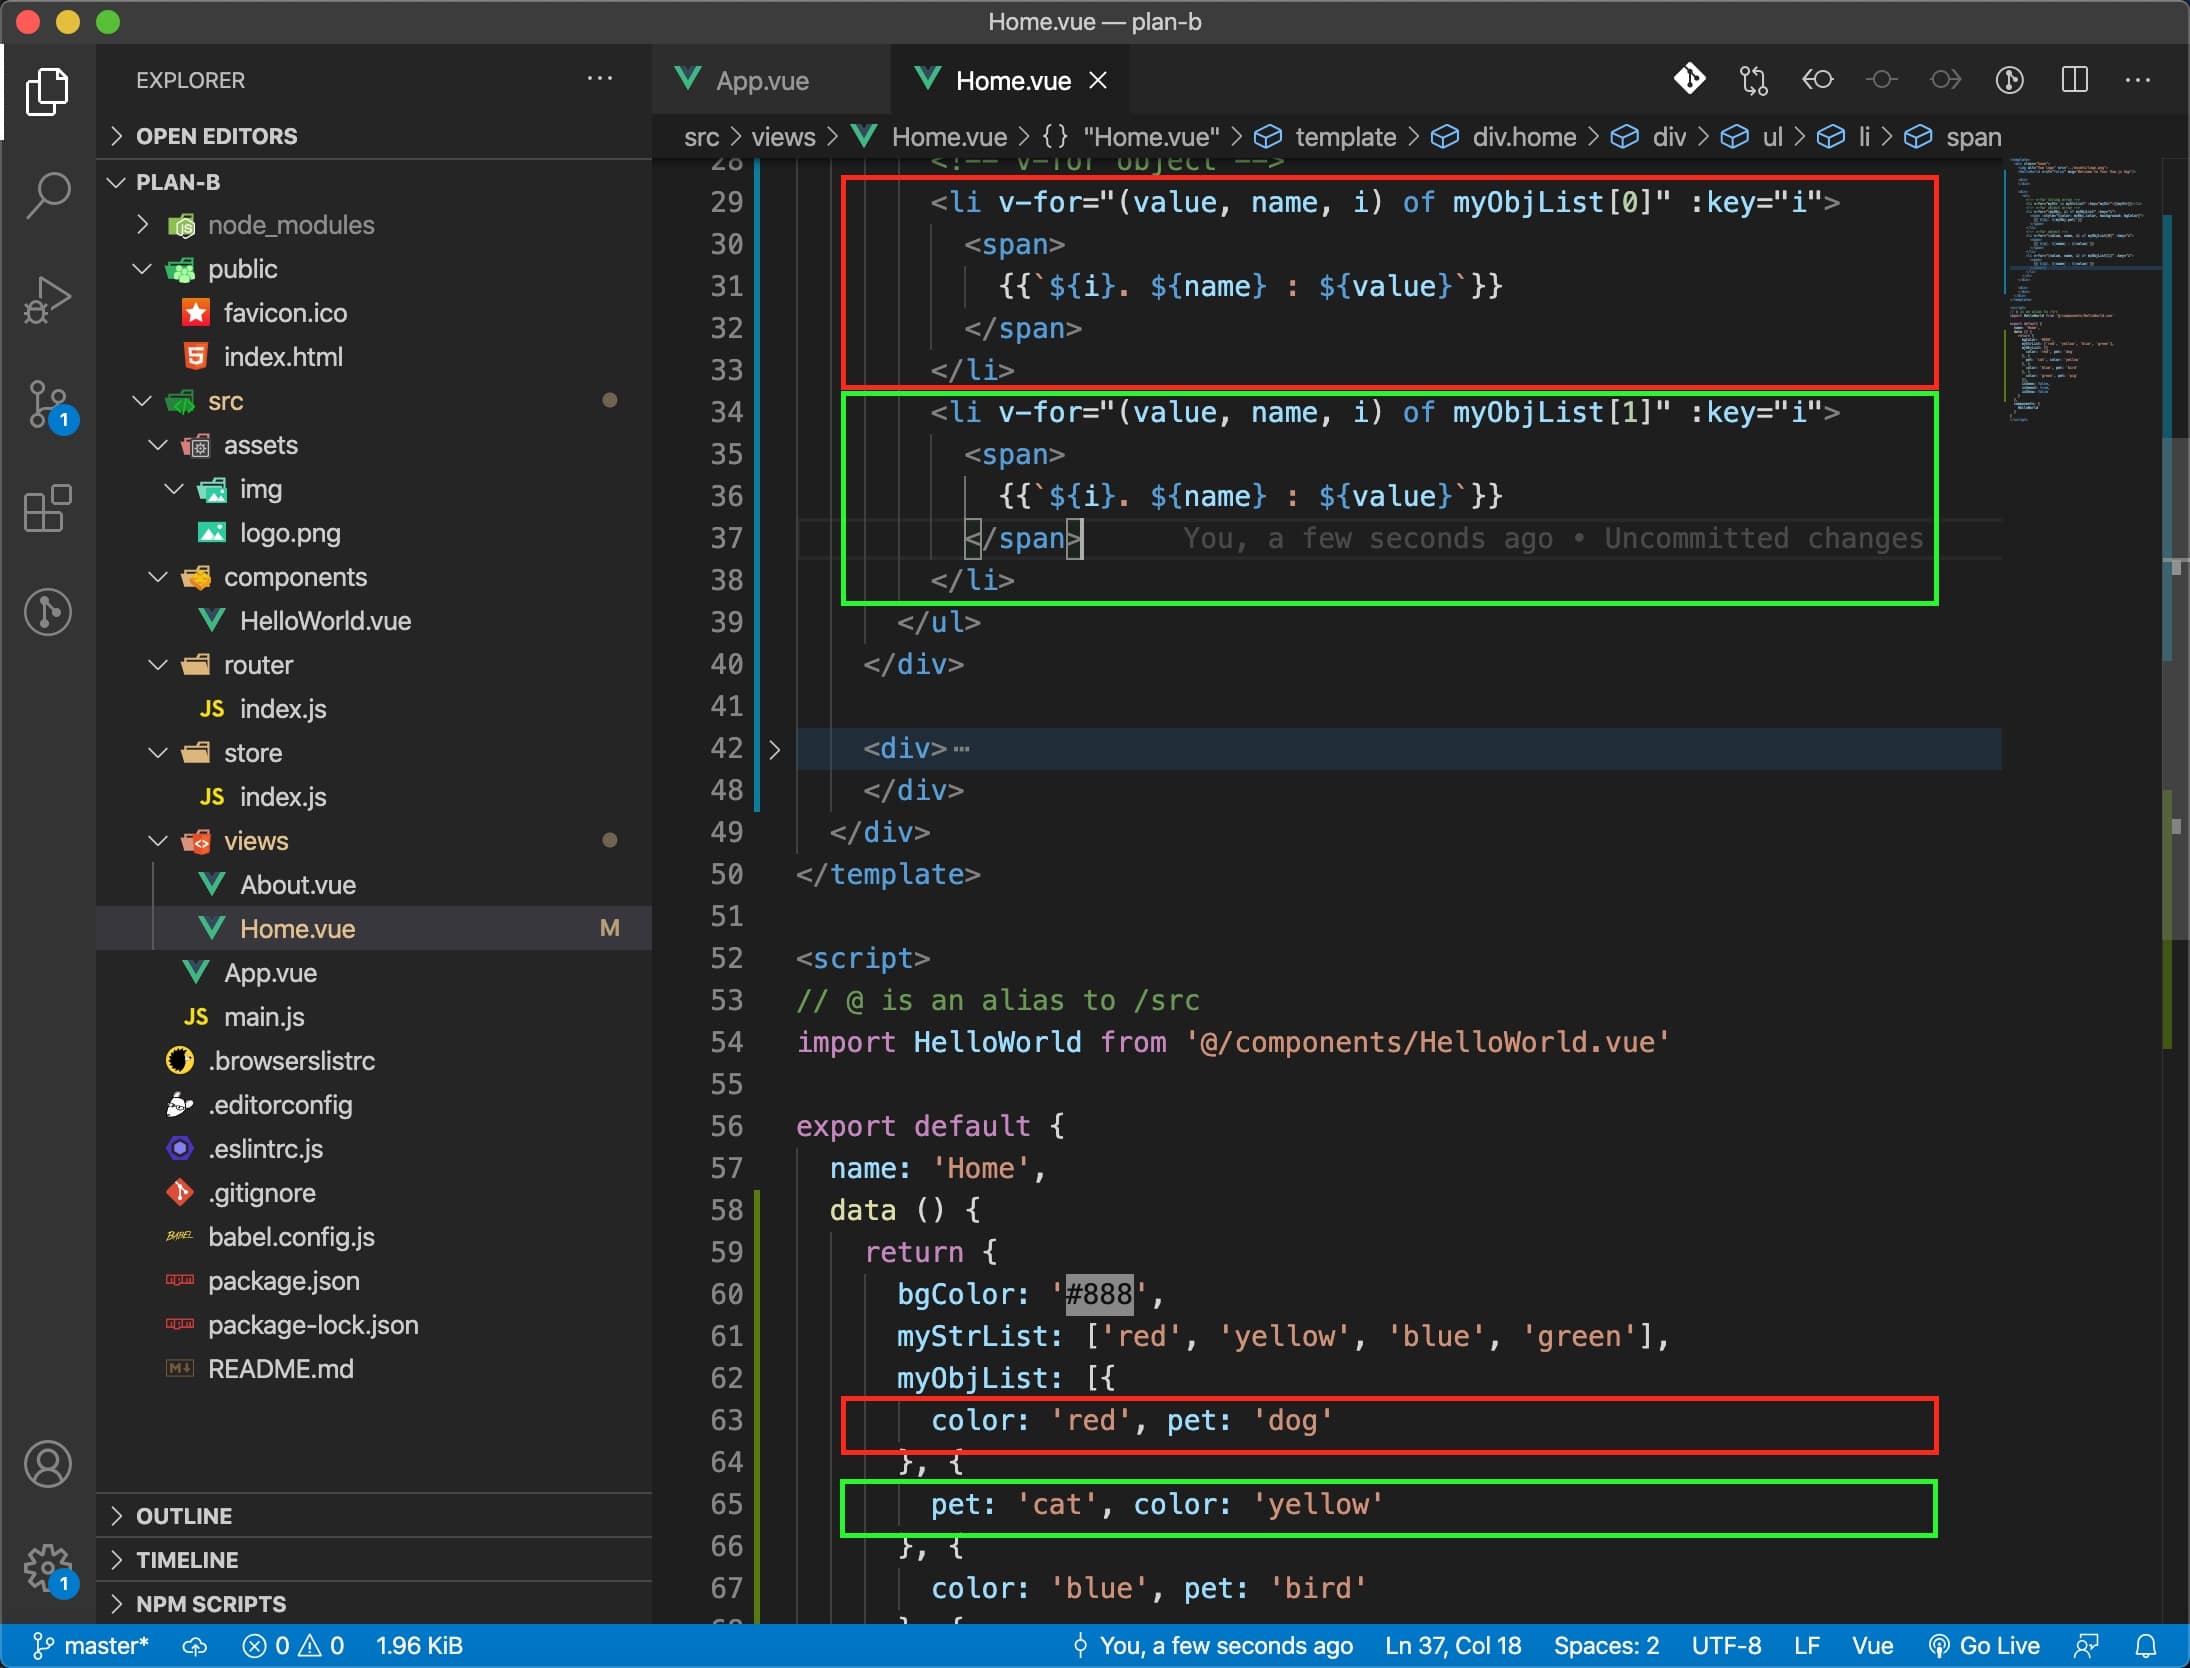 Home.vue — plan-b
EXPLORER
OPEN EDITORS
PLAN-B
node_modules
public
favicon.ico
index.html
src
assets
img
logo.png
components
HelloWorld.vue
router
JS index.js
store
JS index.js
views
About.vue
Home.vue M
App.vue
JS main.js
.browserslistrc
.editorconfig
.eslintrc.js
.gitignore
BABEL babel.config.js
package.json
package-lock.json
README.md
OUTLINE
TIMELINE
NPM SCRIPTS
1
1
App.vue
Home.vue
src > views > Home.vue > {} "Home.vue" > template > div.home > div > ul > li > span
28 <!-- v-for object -->
29 <li v-for="(value, name, i) of myObjList[0]" :key="i">
30 <span>
31 {{`${i}. ${name} : ${value}`}}
32 </span>
33 </li>
34 <li v-for="(value, name, i) of myObjList[1]" :key="i">
35 <span>
36 {{`${i}. ${name} : ${value}`}}
37 </span> You, a few seconds ago • Uncommitted changes
38 </li>
39 </ul>
40 </div>
41
42 <div>…
48 </div>
49 </div>
50 </template>
51
52 <script>
53 // @ is an alias to /src
54 import HelloWorld from '@/components/HelloWorld.vue'
55
56 export default {
57 name: 'Home',
58 data () {
59 return {
60 bgColor: '#888',
61 myStrList: ['red', 'yellow', 'blue', 'green'],
62 myObjList: [{
63 color: 'red', pet: 'dog'
64 }, {
65 pet: 'cat', color: 'yellow'
66 }, {
67 color: 'blue', pet: 'bird'
master* 0 0 1.96 KiB You, a few seconds ago Ln 37, Col 18 Spaces: 2 UTF-8 LF Vue Go Live